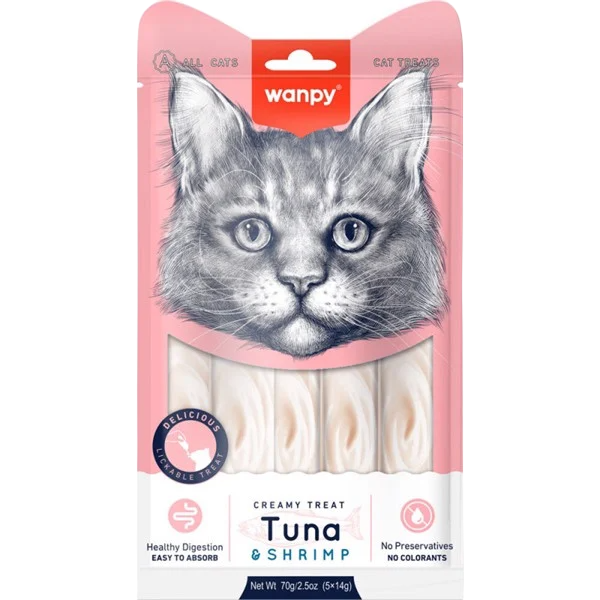 A ALL CATS
CAT TREATS
wanpy®
DELICIOUS
LICKABLE TREAT
CREAMY TREAT
Tuna
& SHRIMP
Healthy Digestion
EASY TO ABSORB
No Preservatives
NO COLORANTS
Net Wt 70g/2.5oz (5×14g)